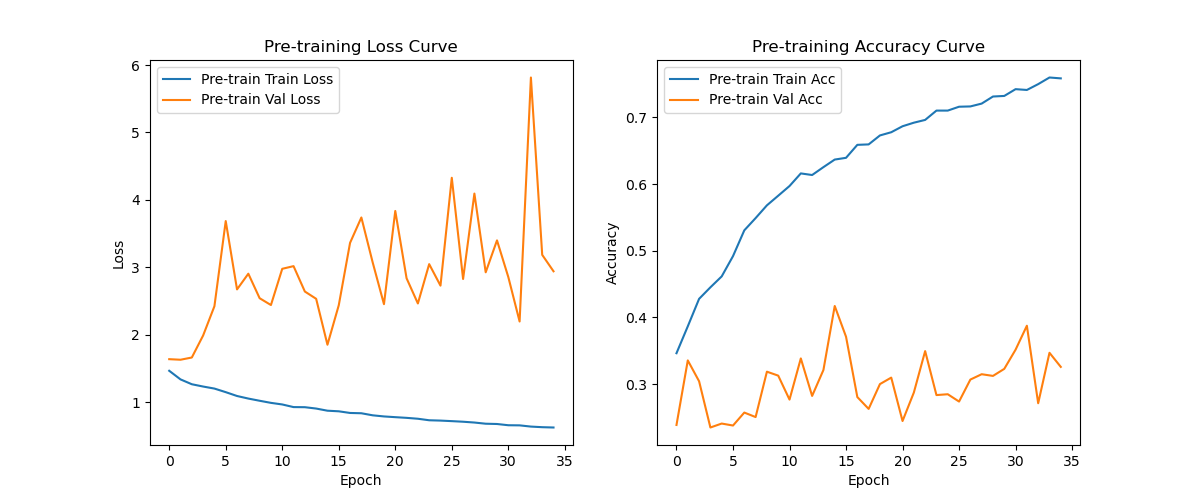 Pre-training Loss Curve
Pre-train Train Loss
Pre-train Val Loss
6
5
4
3
2
1
Loss
0 5 10 15 20 25 30 35
Epoch
Pre-training Accuracy Curve
Pre-train Train Acc
Pre-train Val Acc
0.7
0.6
0.5
0.4
0.3
Accuracy
0 5 10 15 20 25 30 35
Epoch